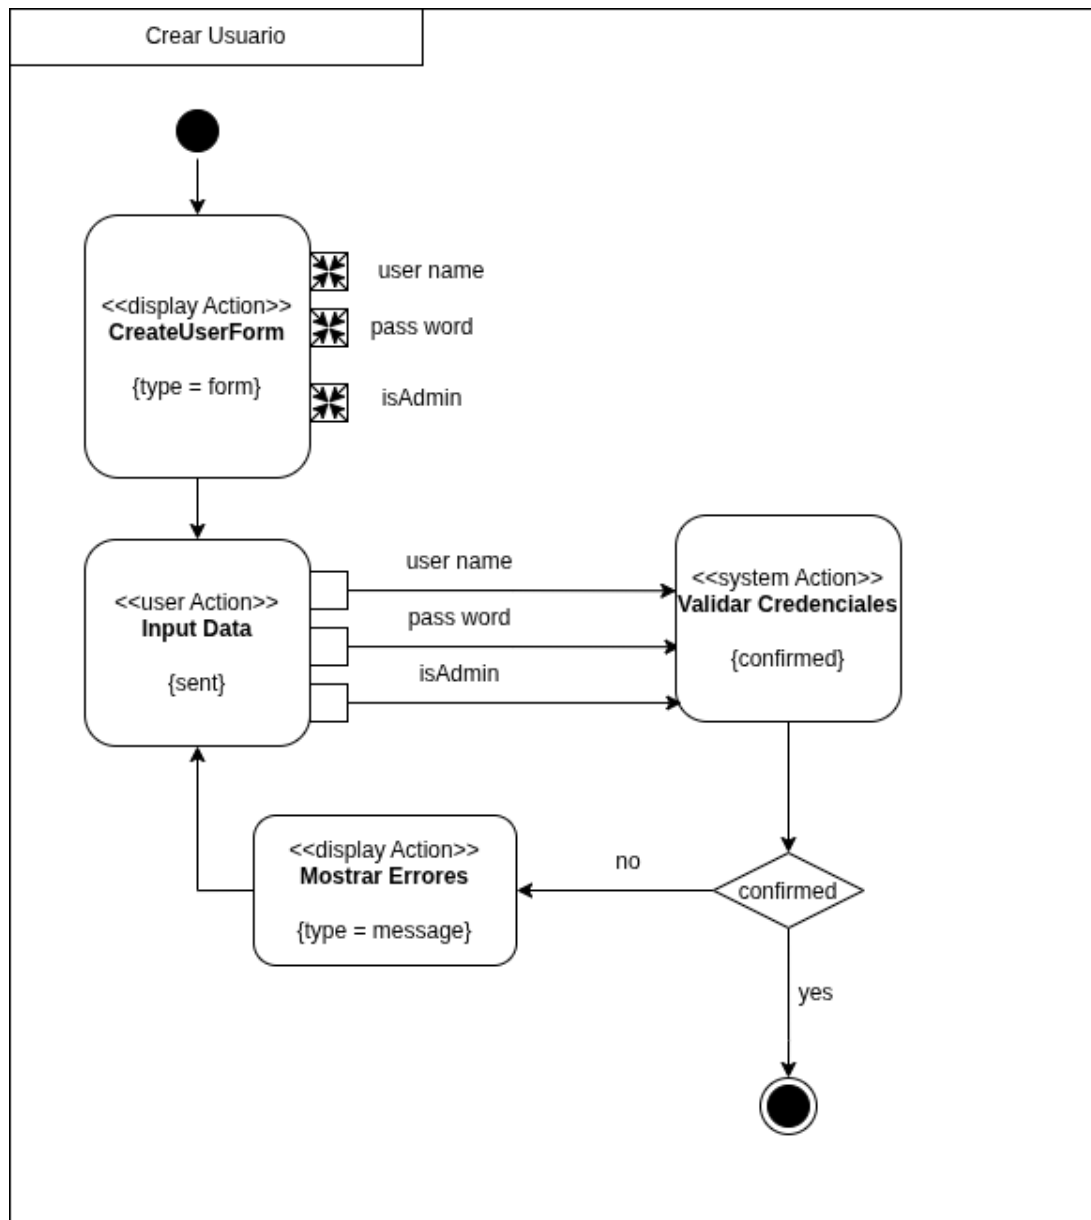 Crear Usuario
<<display Action>>
CreateUserForm
{type = form}
user name
pass word
isAdmin
<<user Action>>
Input Data
{sent}
user name
pass word
isAdmin
<<system Action>>
Validar Credenciales
{confirmed}
<<display Action>>
Mostrar Errores
{type = message}
no
confirmed
yes